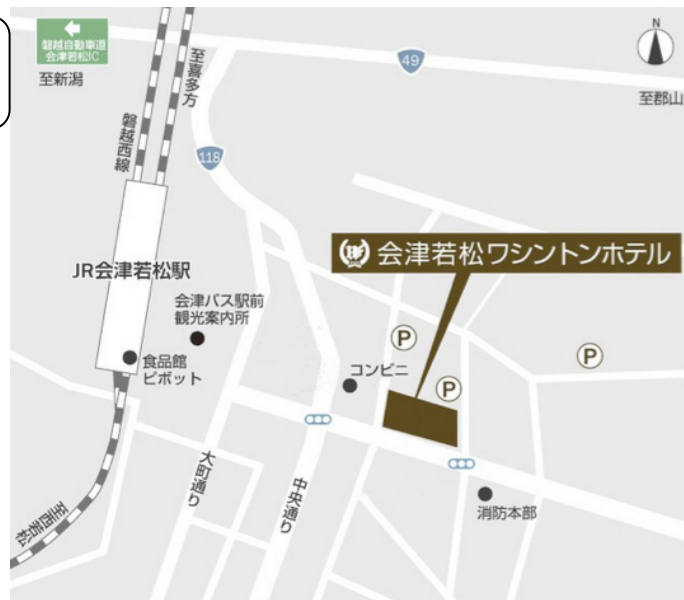 磐越自動車道
会津若松IC
至新潟
至喜多方
49
N
至郡山
磐越西線
118
会津若松ワシントンホテル
JR会津若松駅
会津バス駅前
観光案内所
P
P
P
食品館
ピボット
コンビニ
大町通り
中央通り
消防本部
至西若松